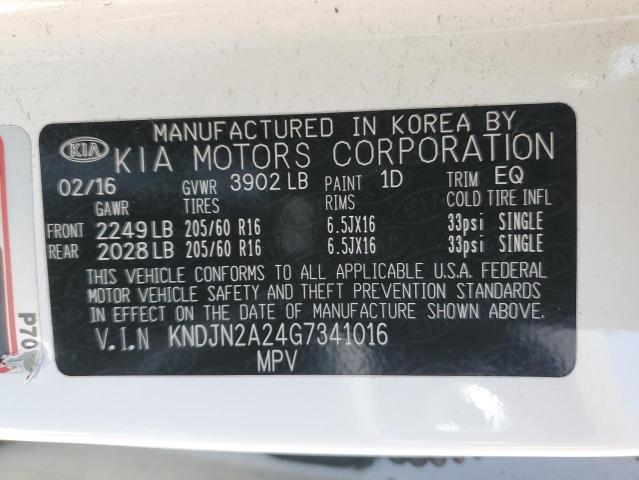 MANUFACTURED IN KOREA BY
KIA KIA MOTORS CORPORATION
02/16 GVWR 3902 LB PAINT 1D TRIM EQ
GAWR TIRES RIMS COLD TIRE INFL
FRONT 2249 LB 205/60 R16 6.5JX16 33psi SINGLE
REAR 2028 LB 205/60 R16 6.5JX16 33psi SINGLE
THIS VEHICLE CONFORMS TO ALL APPLICABLE U.S.A. FEDERAL
MOTOR VEHICLE SAFETY AND THEFT PREVENTION STANDARDS
IN EFFECT ON THE DATE OF MANUFACTURE SHOWN ABOVE.
V.I.N KNDJN2A24G7341016
MPV
P70